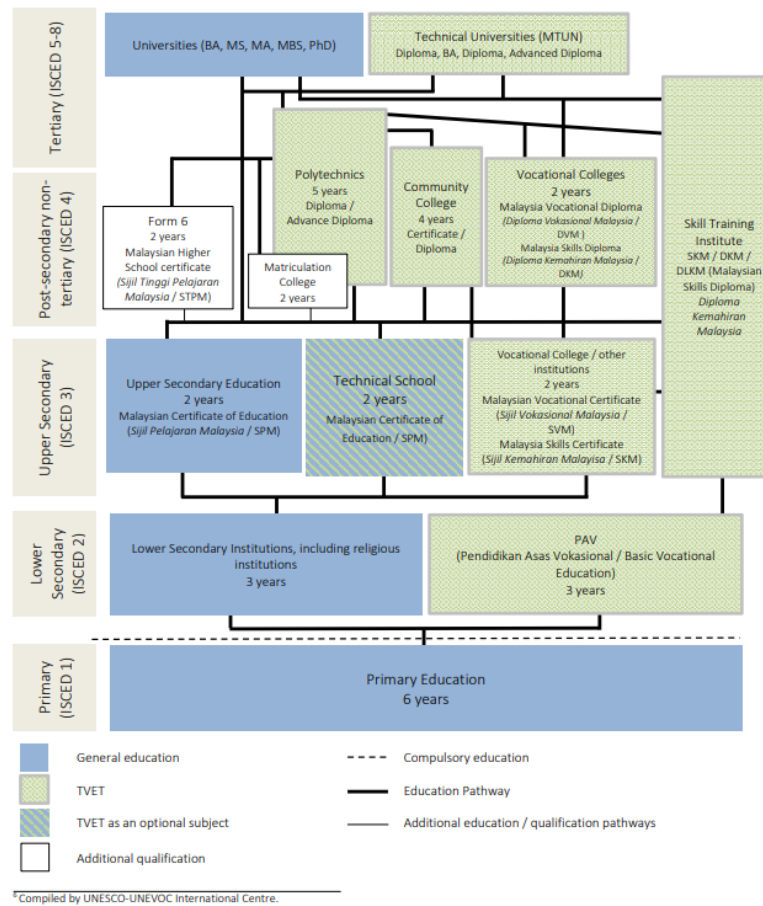 Tertiary (ISCED 5-8)
Universities (BA, MS, MA, MBS, PhD)
Technical Universities (MTUN)
Diploma, BA, Diploma, Advanced Diploma
Post-secondary non-
tertiary (ISCED 4)
Form 6
2 years
Malaysian Higher
School certificate
(Sijil Tinggi Pelajaran
Malaysia / STPM)
Matriculation
College
2 years
Polytechnics
5 years
Diploma /
Advance Diploma
Community
College
4 years
Certificate /
Diploma
Vocational Colleges
2 years
Malaysia Vocational Diploma
(Diploma Vokasional Malaysia /
DVM )
Malaysia Skills Diploma
(Diploma Kemahiran Malaysia /
DKM)
Skill Training
Institute
SKM / DKM /
DLKM (Malaysian
Skills Diploma)
Diploma
Kemahiran
Malaysia
Upper Secondary
(ISCED 3)
Upper Secondary Education
2 years
Malaysian Certificate of Education
(Sijil Pelajaran Malaysia / SPM)
Technical School
2 years
Malaysian Certificate of
Education / SPM)
Vocational College / other
institutions
2 years
Malaysian Vocational Certificate
(Sijil Vokasional Malaysia /
SVM)
Malaysia Skills Certificate
(Sijil Kemahiran Malayisa / SKM)
Lower
Secondary
(ISCED 2)
Lower Secondary Institutions, including religious
institutions
3 years
PAV
(Pendidikan Asas Vokasional / Basic Vocational
Education)
3 years
Primary
(ISCED 1)
Primary Education
6 years
General education
TVET
TVET as an optional subject
Additional qualification
Compulsory education
Education Pathway
Additional education / qualification pathways
6 Compiled by UNESCO-UNEVOC International Centre.